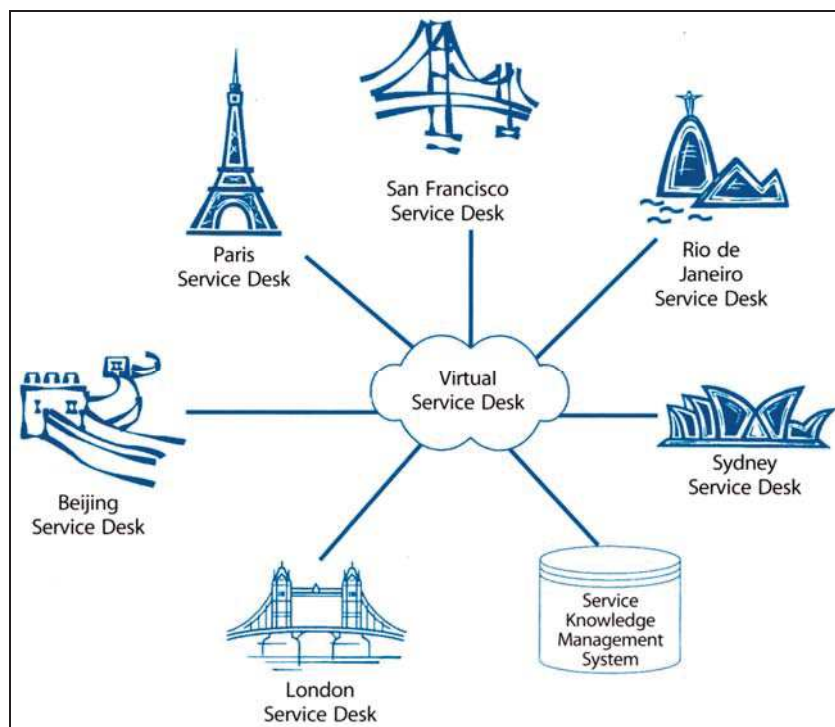 San Francisco
Service Desk
Paris
Service Desk
Rio de
Janeiro
Service Desk
Virtual
Service Desk
Beijing
Service Desk
Sydney
Service Desk
London
Service Desk
Service
Knowledge
Management
System